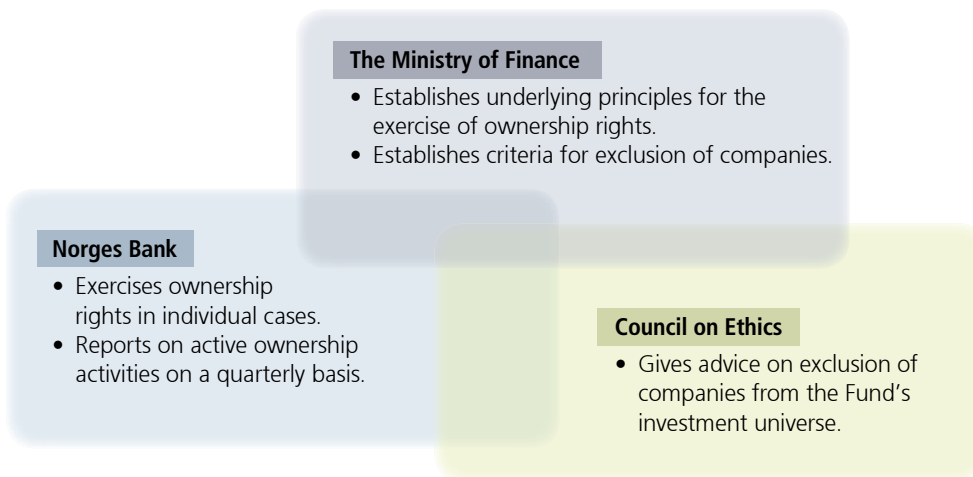 The Ministry of Finance
• Establishes underlying principles for the
exercise of ownership rights.
• Establishes criteria for exclusion of companies.
Norges Bank
• Exercises ownership
rights in individual cases.
• Reports on active ownership
activities on a quarterly basis.
Council on Ethics
• Gives advice on exclusion of
companies from the Fund’s
investment universe.